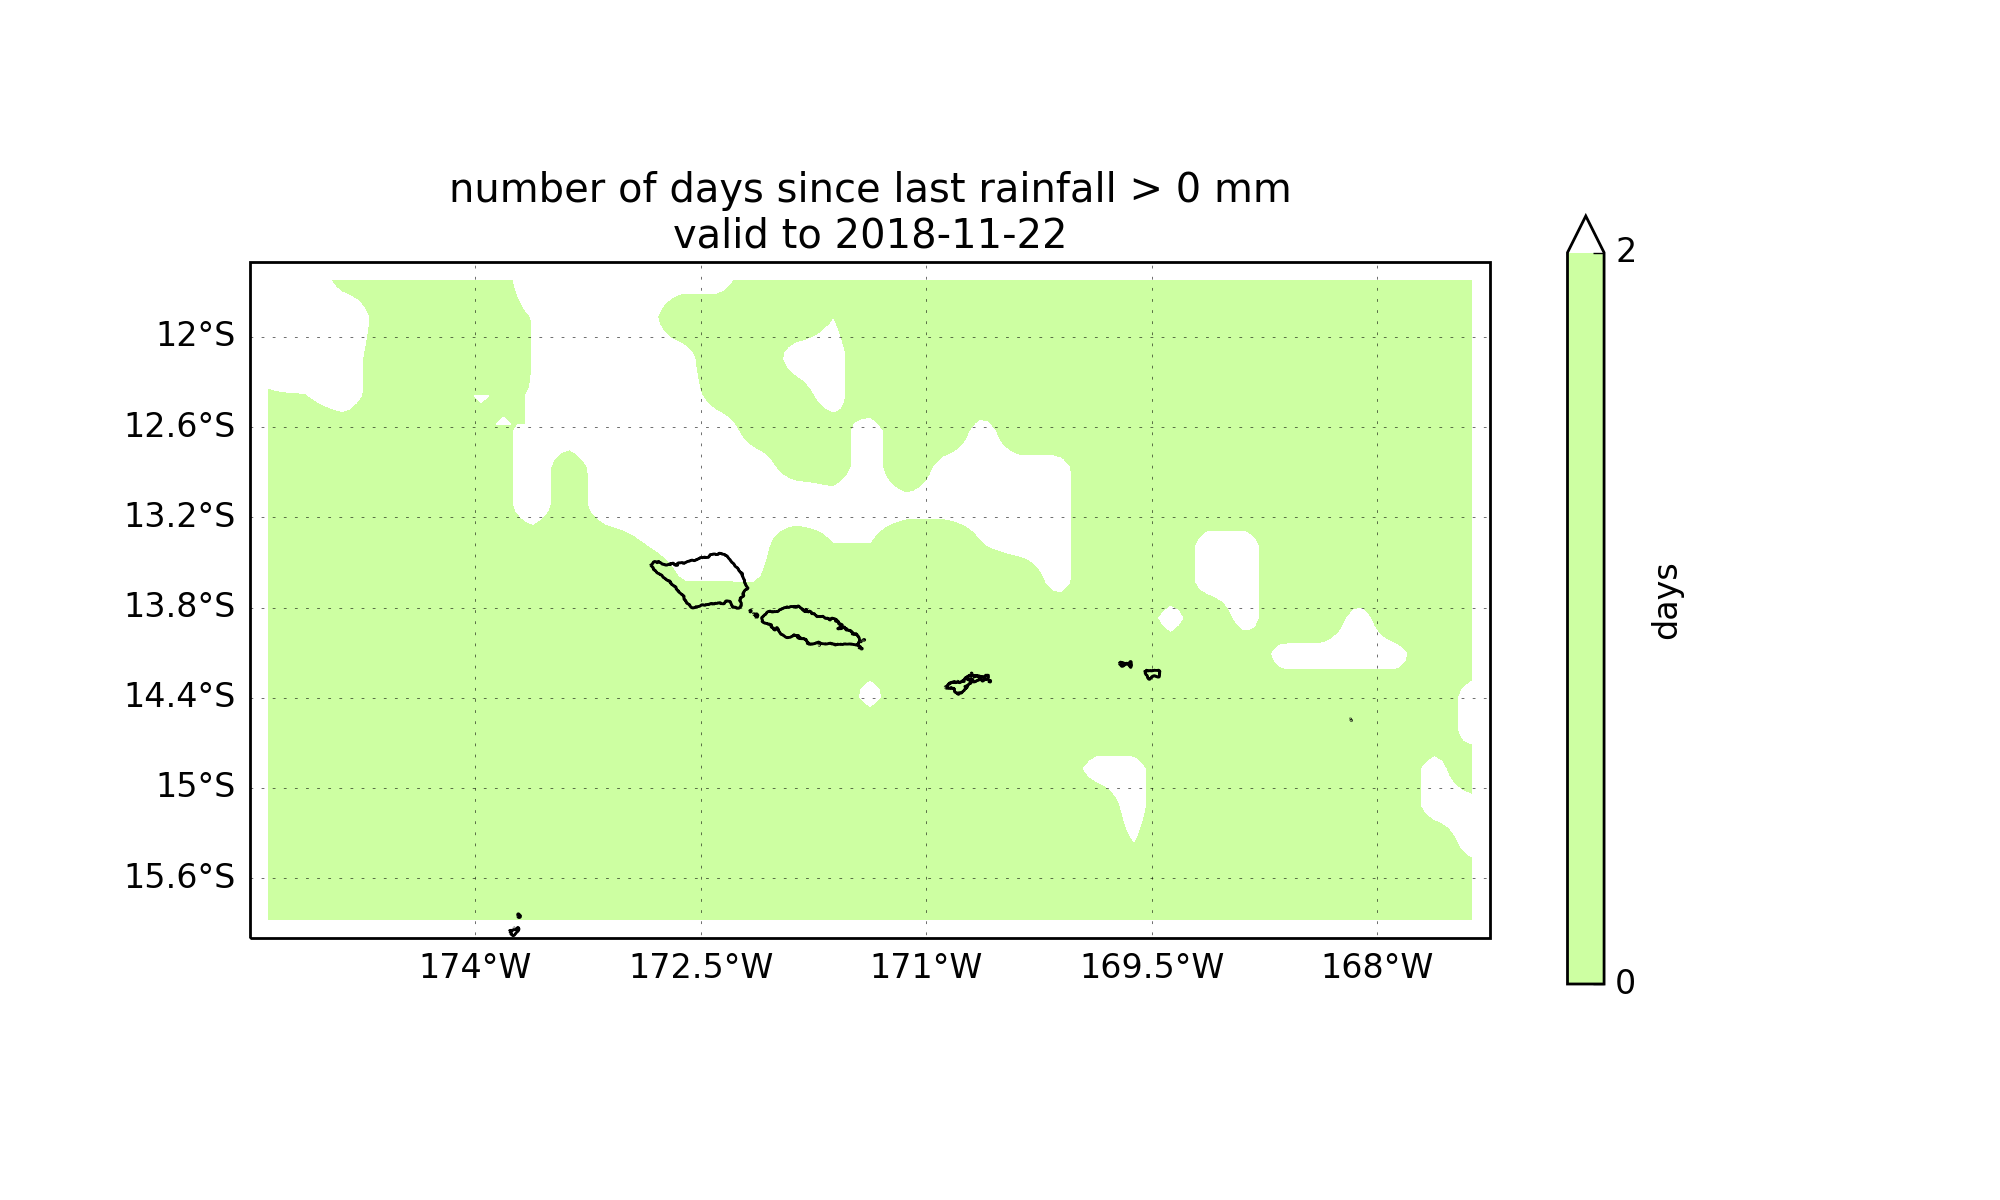 number of days since last rainfall > 0 mm
valid to 2018-11-22
12°S
12.6°S
13.2°S
13.8°S
14.4°S
15°S
15.6°S
174°W 172.5°W 171°W 169.5°W 168°W
2
0
days